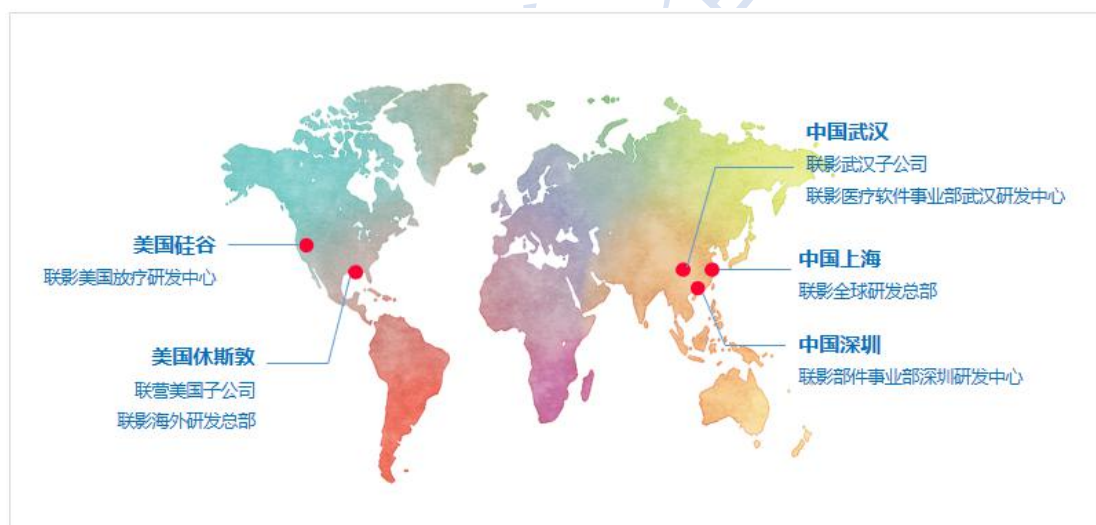 中国武汉
联影武汉子公司
联影医疗软件事业部武汉研发中心
美国硅谷
联影美国放疗研发中心
中国上海
联影全球研发总部
美国休斯敦
联营美国子公司
联影海外研发总部
中国深圳
联影部件事业部深圳研发中心